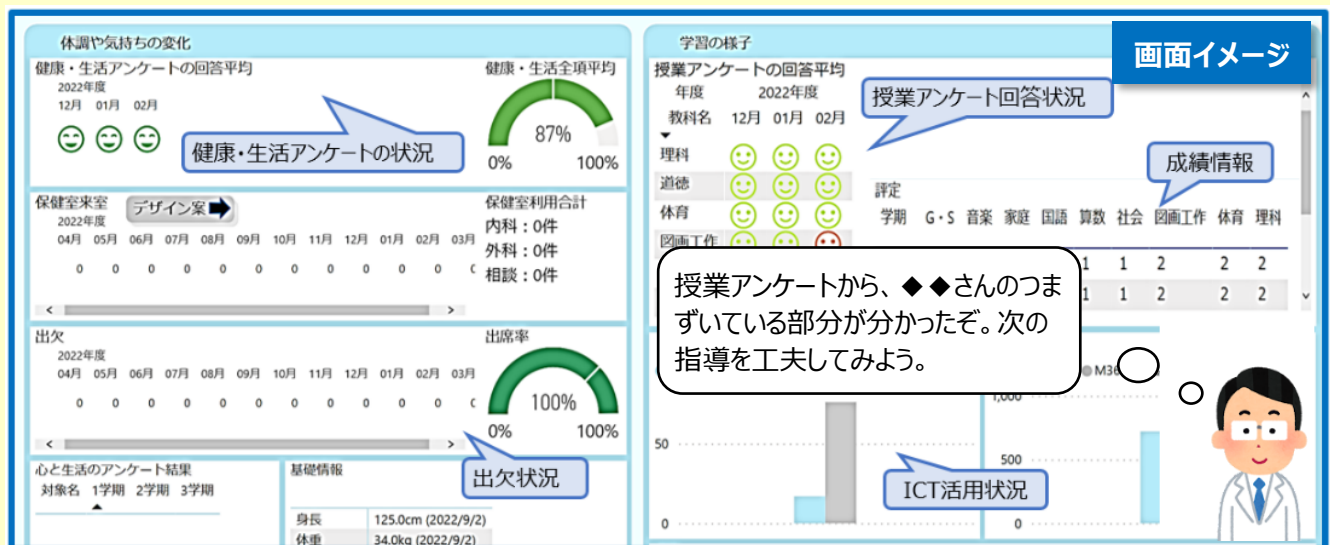 体調や気持ちの変化
健康・生活アンケートの回答平均
2022年度
12月 01月 02月
健康・生活アンケートの状況
健康・生活全項平均
87%
0% 100%
保健室来室
デザイン案
2022年度
04月 05月 06月 07月 08月 09月 10月 11月 12月 01月 02月 03月
0 0 0 0 0 0 0 0 0 0 0
保健室利用合計
内科：0件
外科：0件
相談：0件
出欠
2022年度
04月 05月 06月 07月 08月 09月 10月 11月 12月 01月 02月 03月
0 0 0 0 0 0 0 0 0 0 0
出席率
100%
0% 100%
出欠状況
心と生活のアンケート結果
対象名 1学期 2学期 3学期
基礎情報
身長 125.0cm (2022/9/2)
体重 34.0kg (2022/9/2)
学習の様子
画面イメージ
授業アンケートの回答平均
年度 2022年度
教科名 12月 01月 02月
理科
道徳
体育
図画工作
授業アンケート回答状況
成績情報
評定
学期 G・S 音楽 家庭 国語 算数 社会 図画工作 体育 理科
1 1 2 2 2
1 1 2 2 2
授業アンケートから、◆◆さんのつま
ずいている部分が分かったぞ。次の
指導を工夫してみよう。
50
0
ICT活用状況
1,000
500
0